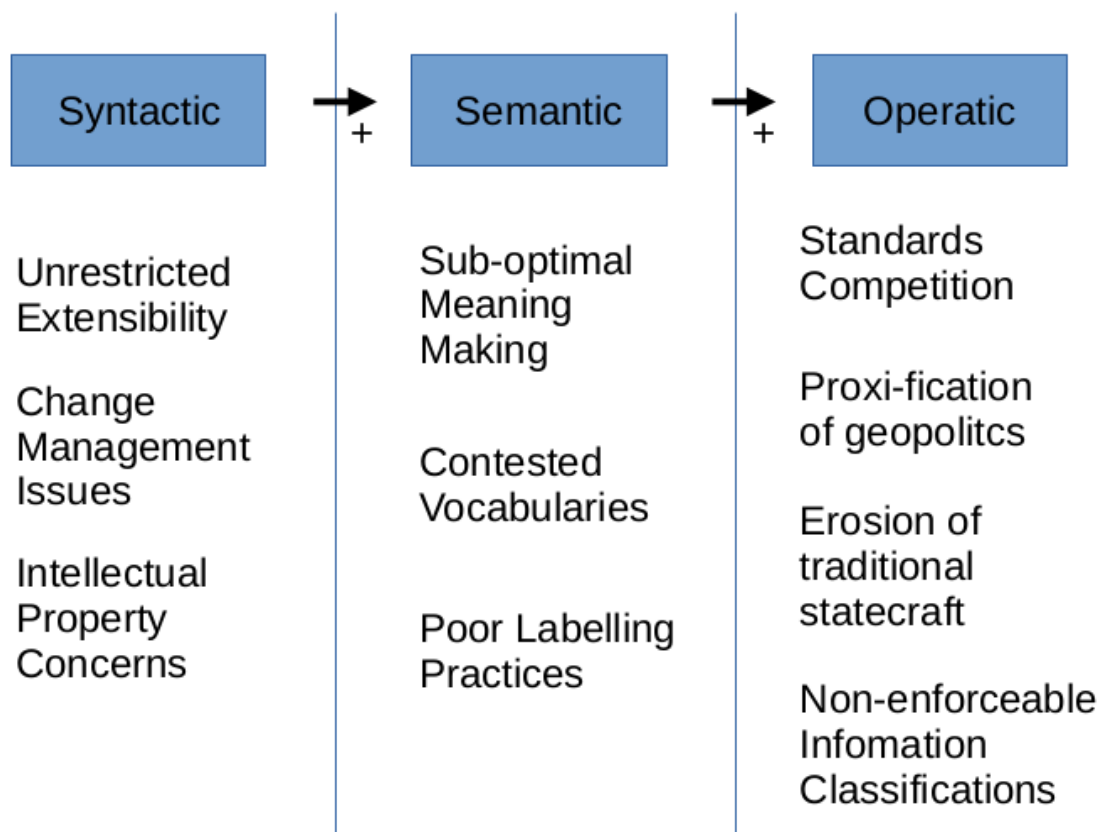 Syntactic
+
Semantic
+
Operatic
Unrestricted
Extensibility
Change
Management
Issues
Intellectual
Property
Concerns
Sub-optimal
Meaning
Making
Contested
Vocabularies
Poor Labelling
Practices
Standards
Competition
Proxi-fication
of geopolitcs
Erosion of
traditional
statecraft
Non-enforceable
Infomation
Classifications